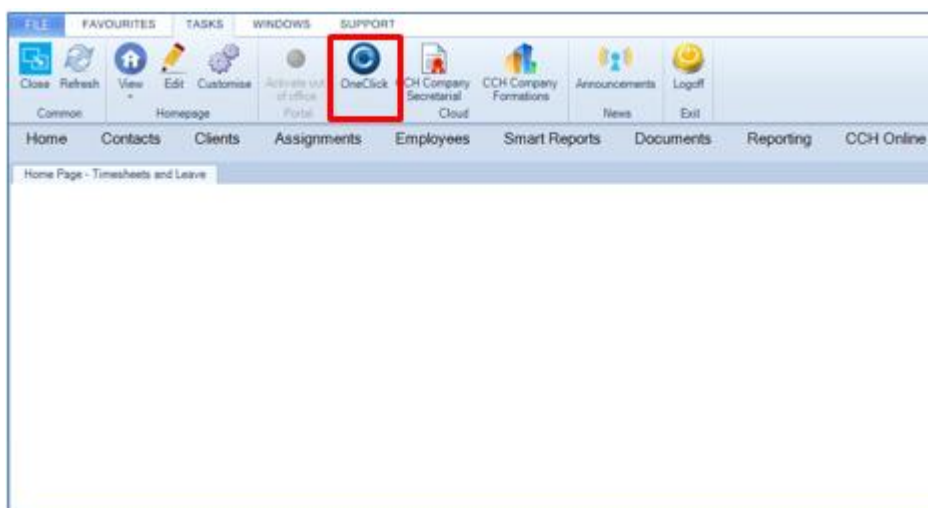 FILE FAVOURITES TASKS WINDOWS SUPPORT
Close Refresh View Edit Customise Activate out of office OneClick CCH Company Secretarial CCH Company Formations Announcements Logoff
Common Homepage Portal Cloud News Exit
Home Contacts Clients Assignments Employees Smart Reports Documents Reporting CCH Online
Home Page - Timesheets and Leave